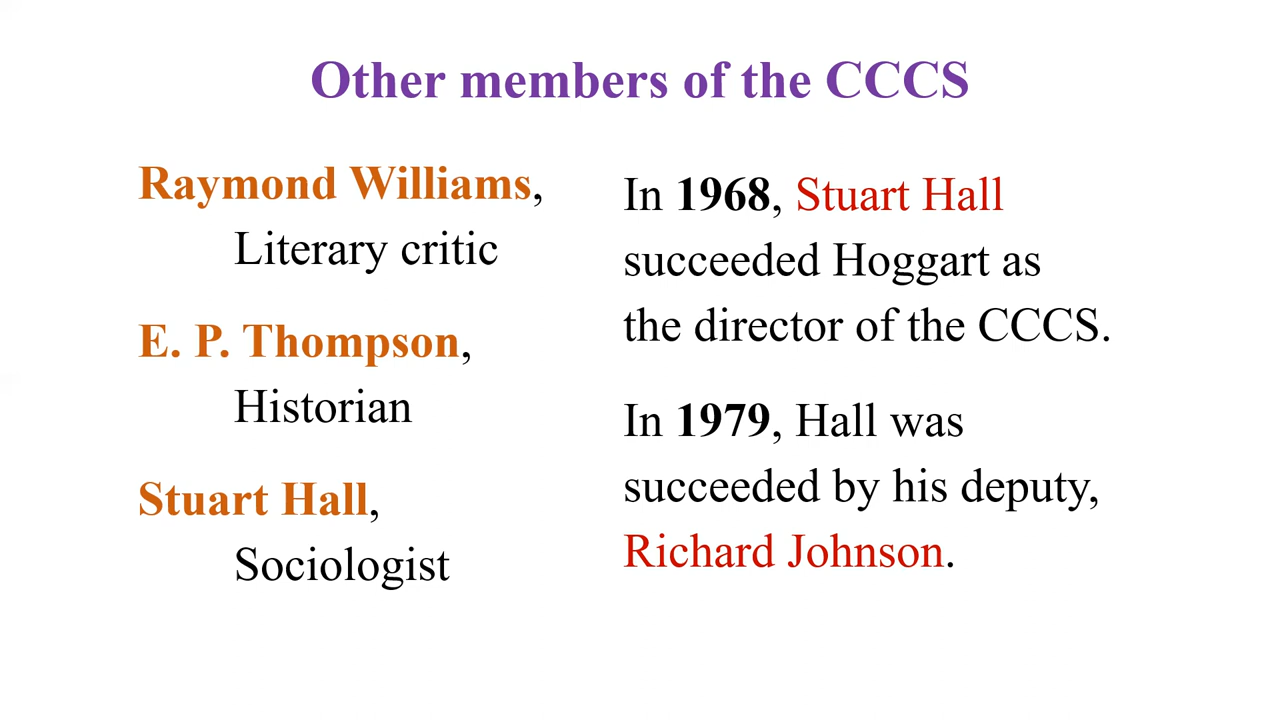 Other members of the CCCS
Raymond Williams,
Literary critic
E. P. Thompson,
Historian
Stuart Hall,
Sociologist
In 1968, Stuart Hall
succeeded Hoggart as
the director of the CCCS.
In 1979, Hall was
succeeded by his deputy,
Richard Johnson.